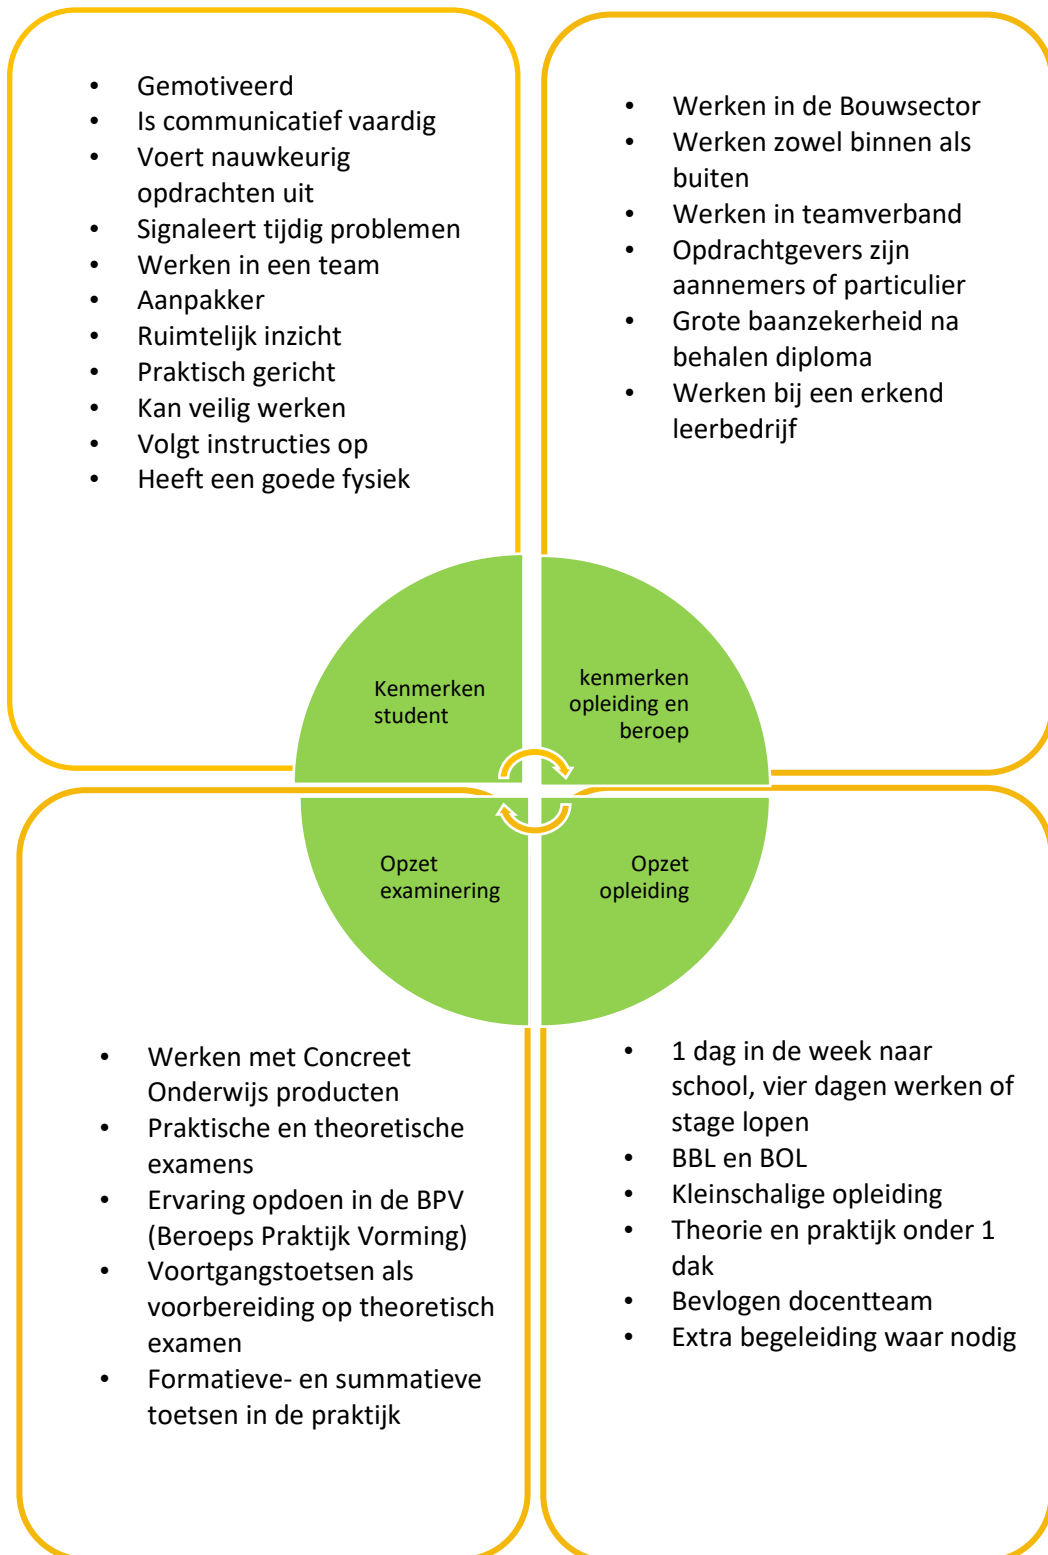 • Gemotiveerd
• Is communicatief vaardig
• Voert nauwkeurig
opdrachten uit
• Signaleert tijdig problemen
• Werken in een team
• Aanpakker
• Ruimtelijk inzicht
• Praktisch gericht
• Kan veilig werken
• Volgt instructies op
• Heeft een goede fysiek
• Werken in de Bouwsector
• Werken zowel binnen als
buiten
• Werken in teamverband
• Opdrachtgevers zijn
aannemers of particulier
• Grote baanzekerheid na
behalen diploma
• Werken bij een erkend
leerbedrijf
Kenmerken
student
kenmerken
opleiding en
beroep
Opzet
examinering
Opzet
opleiding
• Werken met Concreet
Onderwijs producten
• Praktische en theoretische
examens
• Ervaring opdoen in de BPV
(Beroeps Praktijk Vorming)
• Voortgangstoetsen als
voorbereiding op theoretisch
examen
• Formatieve- en summatieve
toetsen in de praktijk
• 1 dag in de week naar
school, vier dagen werken of
stage lopen
• BBL en BOL
• Kleinschalige opleiding
• Theorie en praktijk onder 1
dak
• Bevlogen docentteam
• Extra begeleiding waar nodig